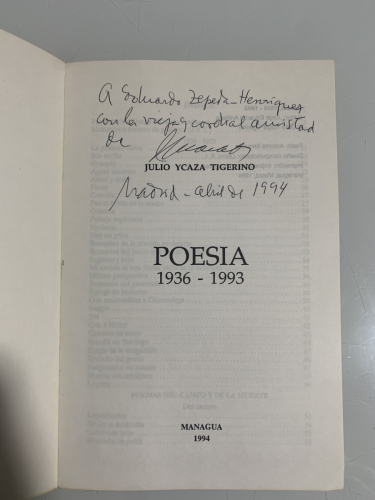 A Eduardo Zepeda-Henríquez
con la vieja y cordial amistad
de
JULIO YCAZA TIGERINO
Madrid - abril de 1994
POESIA
1936 - 1993
MANAGUA
1994